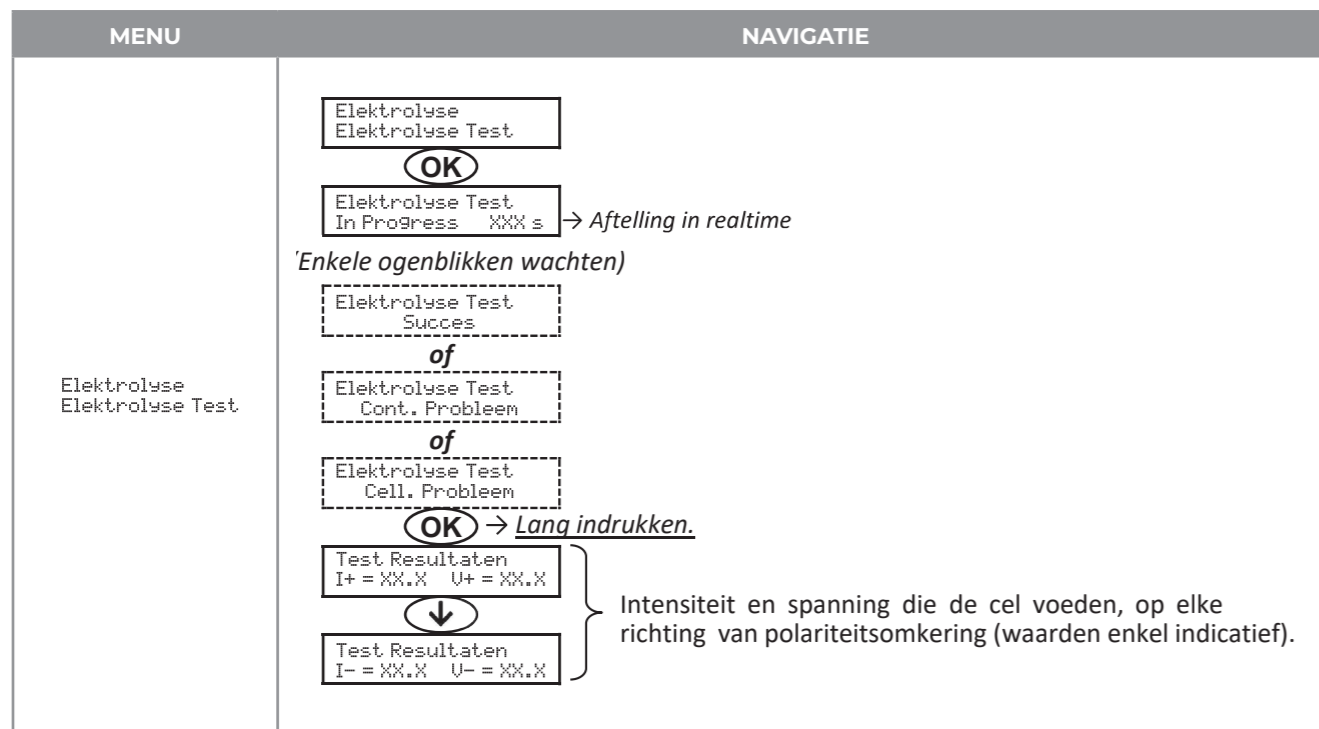 MENU
NAVIGATIE
Elektrolyse
Elektrolyse Test
Elektrolyse
Elektrolyse Test
OK
Elektrolyse Test
In Progress XXX s → Aftelling in realtime
(Enkele ogenblikken wachten)
Elektrolyse Test
Succes
of
Elektrolyse Test
Cont. Probleem
of
Elektrolyse Test
Cell. Probleem
OK → Lang indrukken.
Test Resultaten
I+ = XX.X V+ = XX.X
↓
Test Resultaten
I- = XX.X V- = XX.X
Intensiteit en spanning die de cel voeden, op elke
richting van polariteitsomkering (waarden enkel indicatief).